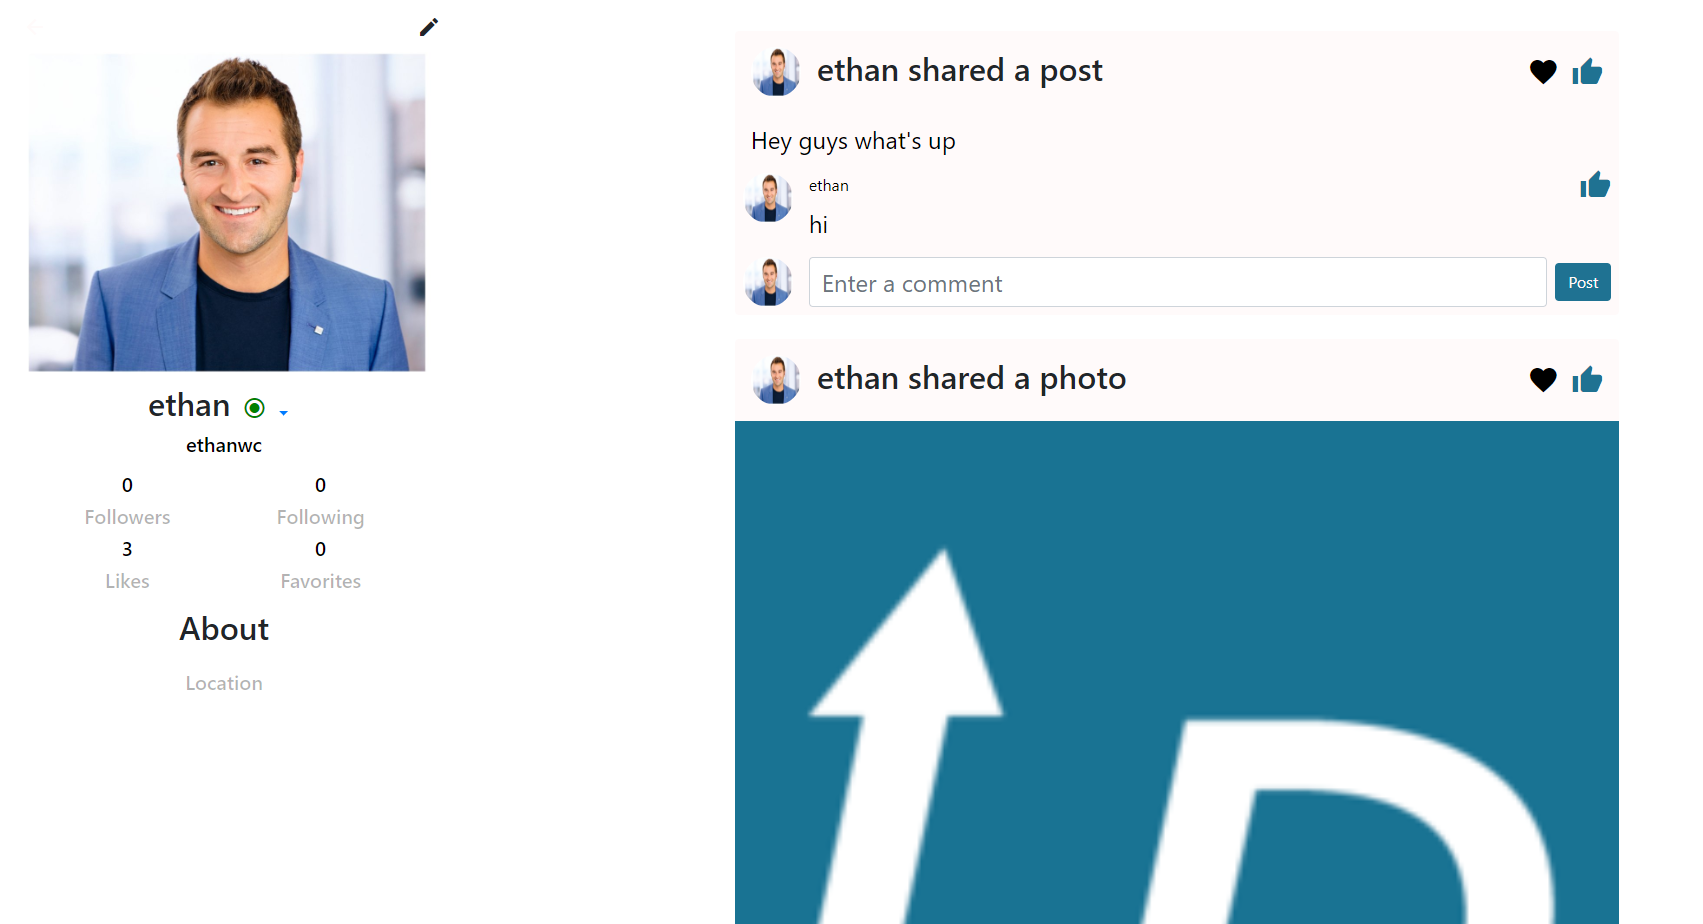 ethan
ethanwc
0
0
Followers
Following
3
0
Likes
Favorites
About
Location
ethan shared a post
Hey guys what's up
ethan
hi
Enter a comment
Post
ethan shared a photo